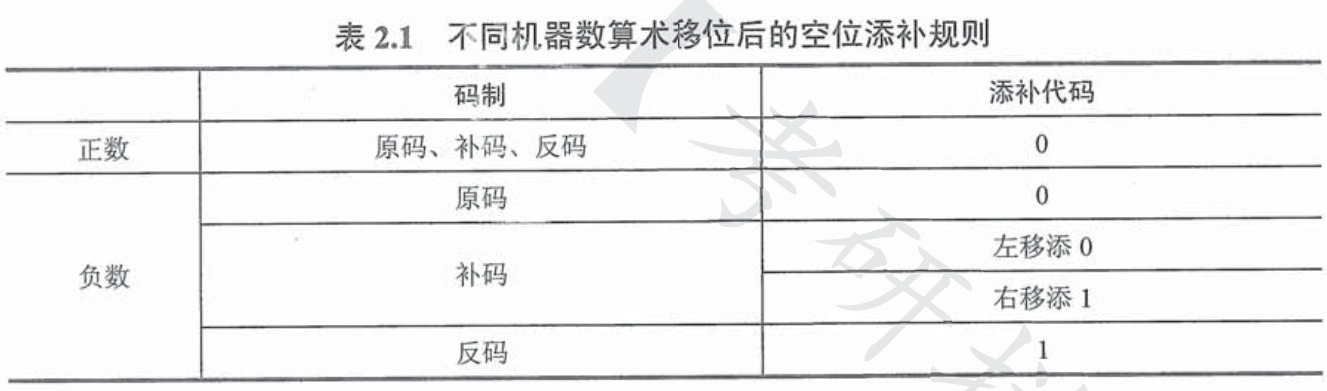 表 2.1 不同机器数算术移位后的空位添补规则
码制 添补代码
正数 原码、补码、反码 0
负数 原码 0
补码 左移添 0
右移添 1
反码 1
考研